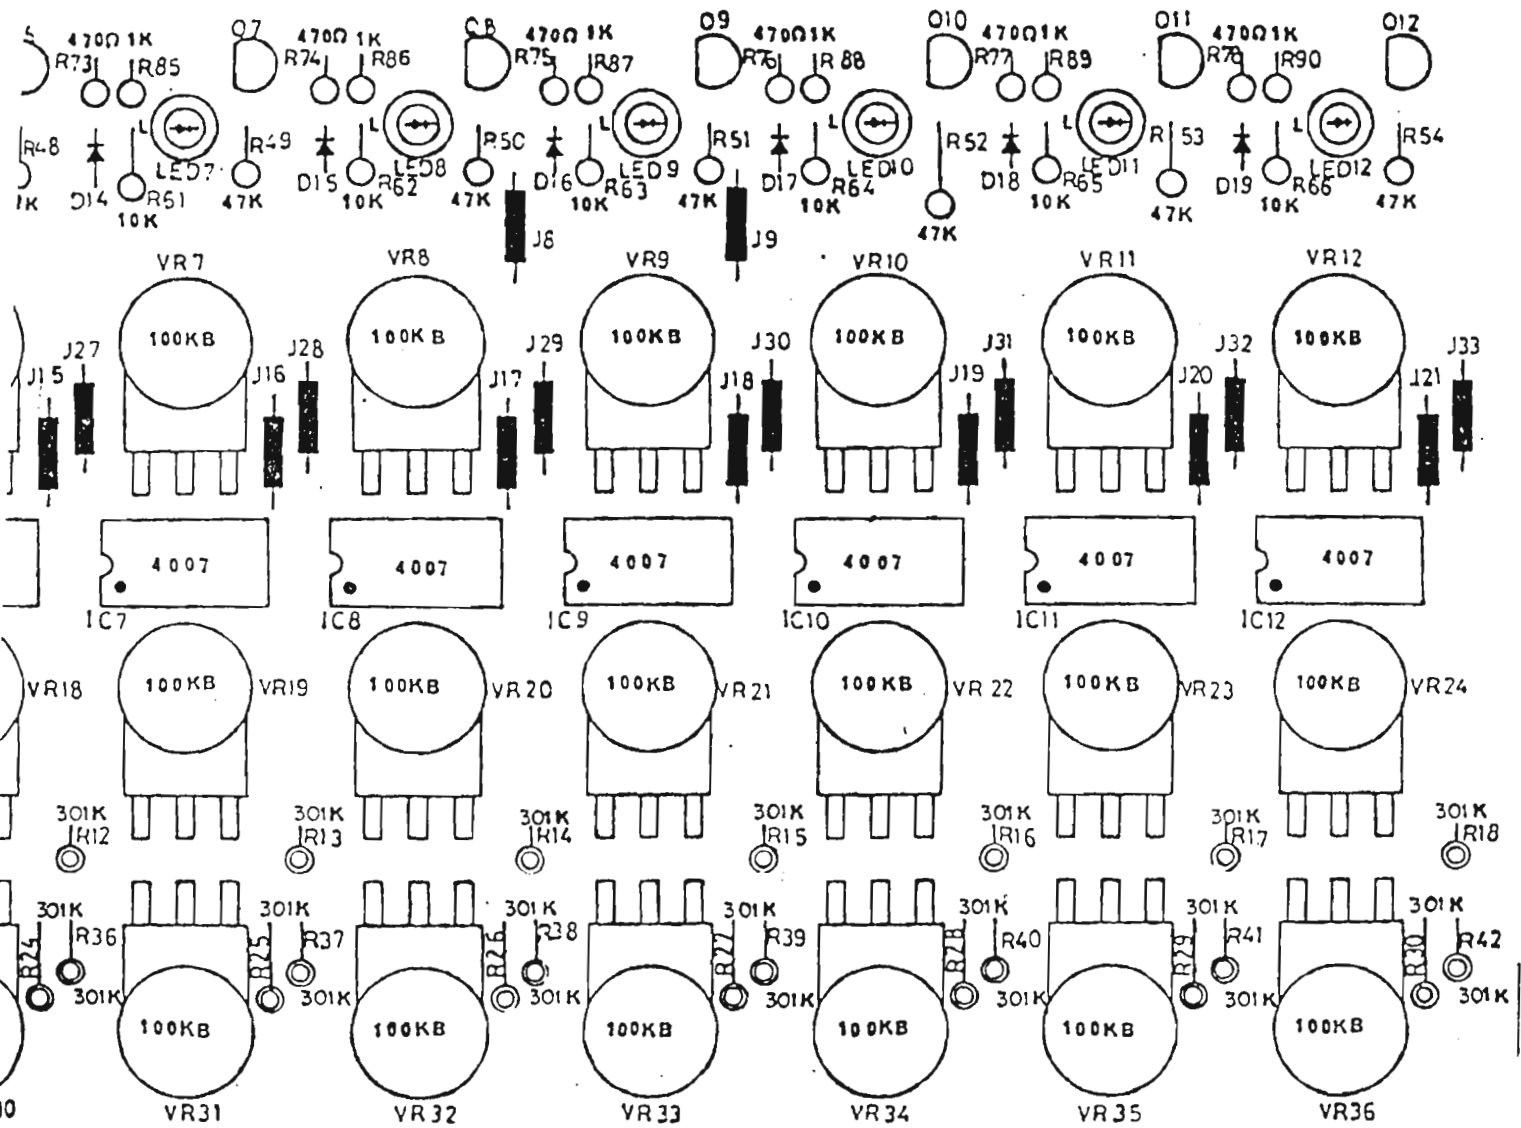 Q7 Q8 Q9 Q10 Q11 Q12
470Ω 1K 470Ω 1K 470Ω 1K 470Ω 1K 470Ω 1K 470Ω 1K
R73 R85 R74 R86 R75 R87 R76 R88 R77 R89 R78 R90
L L L L L
R48 R49 R50 R51 R52 R53 R54
LED7 LED8 LED9 LED10 LED11 LED12
1K D14 R61 47K D15 R62 47K D16 R63 47K D17 R64 D18 R65 47K D19 R66 47K
10K 10K 10K 10K 47K 10K 10K
J8 J9
VR7 VR8 VR9 VR10 VR11 VR12
100KB 100KB 100KB 100KB 100KB 100KB
J27 J28 J29 J30 J31 J32 J33
J15 J16 J17 J18 J19 J20 J21
4007 4007 4007 4007 4007 4007
IC7 IC8 IC9 IC10 IC11 IC12
VR18 100KB VR19 100KB VR20 100KB VR21 100KB VR22 100KB VR23 100KB VR24
301K 301K 301K 301K 301K 301K 301K
R12 R13 R14 R15 R16 R17 R18
301K 301K 301K 301K 301K 301K 301K
R24 R36 R25 R37 R26 R38 R27 R39 R28 R40 R29 R41 R30 R42
301K 301K 301K 301K 301K 301K 301K
100KB 100KB 100KB 100KB 100KB 100KB
VR31 VR32 VR33 VR34 VR35 VR36